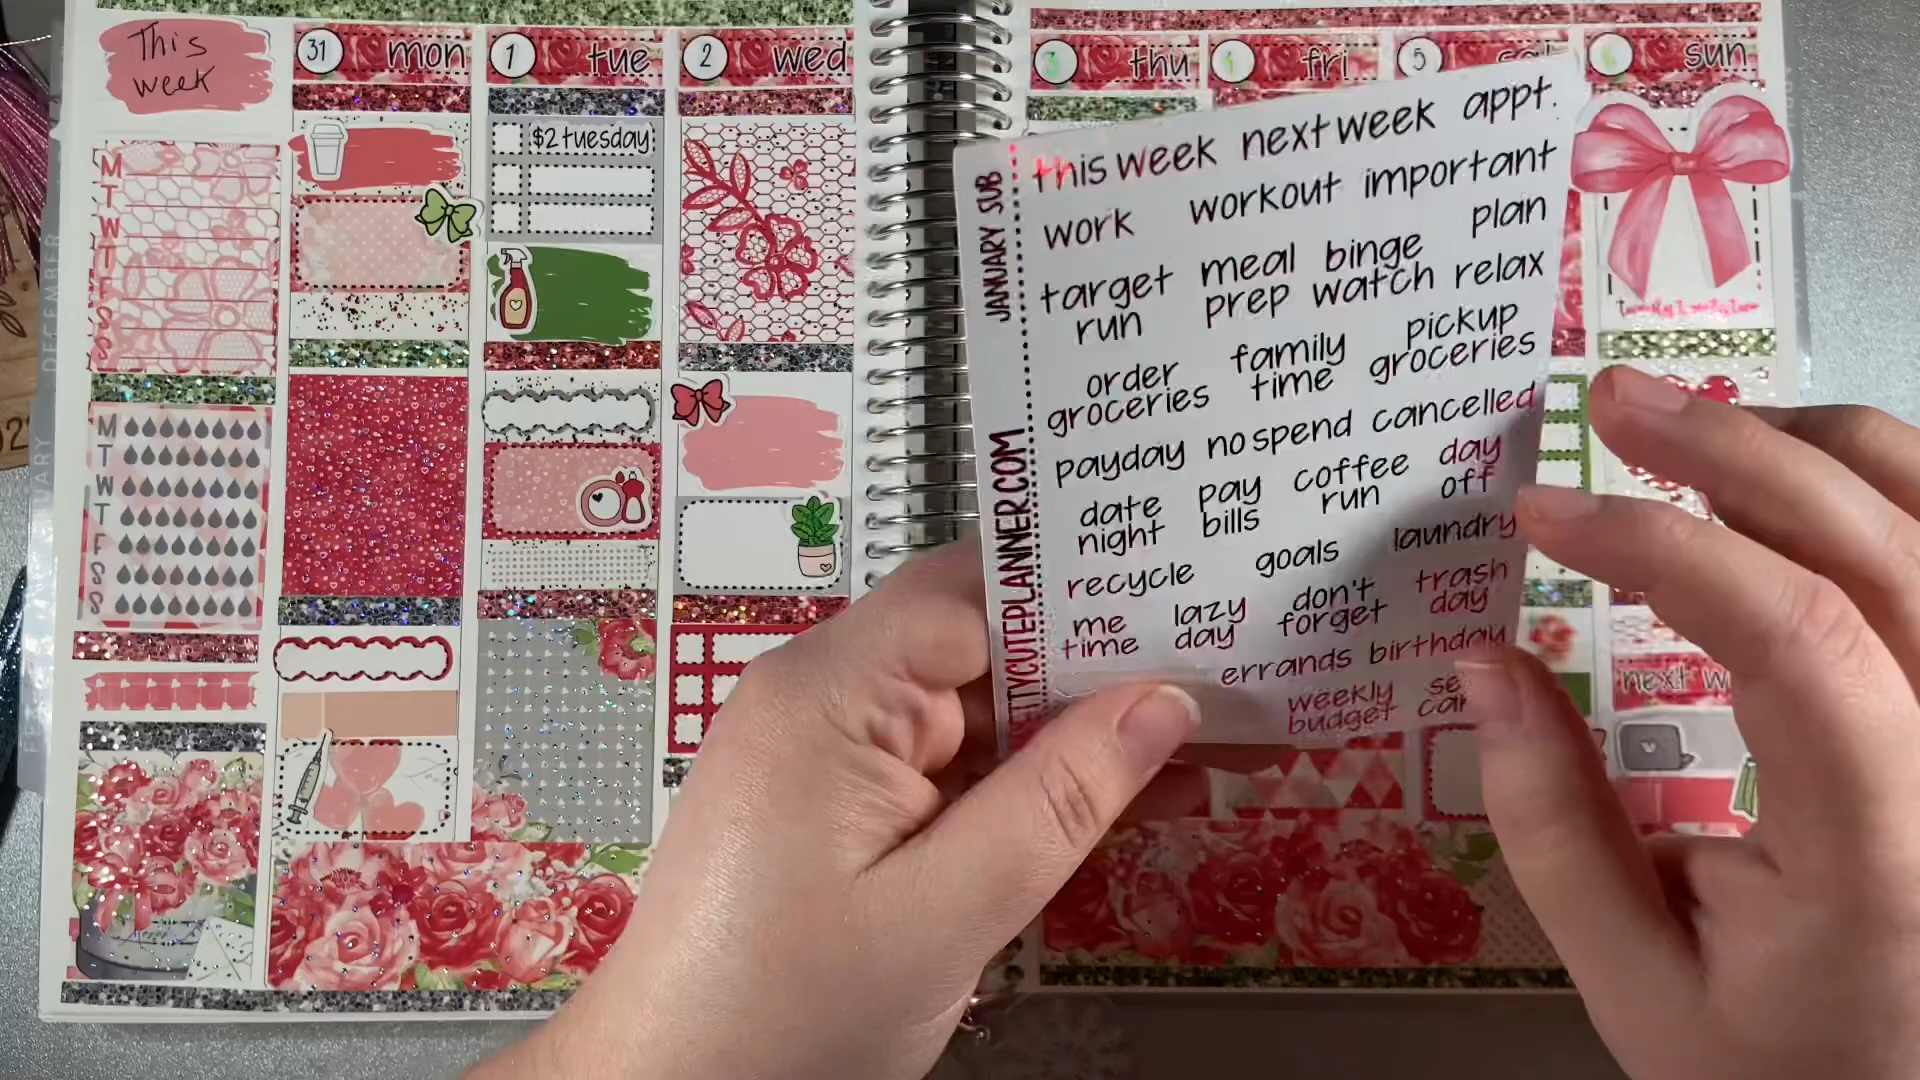 This
week
31 mon
1 tue
2 wed
3 thu
fri
5
sun
$2 tuesday
M
T
W
T
F
S
S
M
T
W
T
F
S
S
DECEMBER
JANUARY SUB
this week next week appt.
work workout important
target run
meal prep
binge watch
plan
relax
order groceries
family time
pickup groceries
payday no spend cancelled
date night
pay bills
coffee run
day off
recycle goals laundry
me time
lazy day
don't forget
trash day
errands birthday
weekly budget
next w